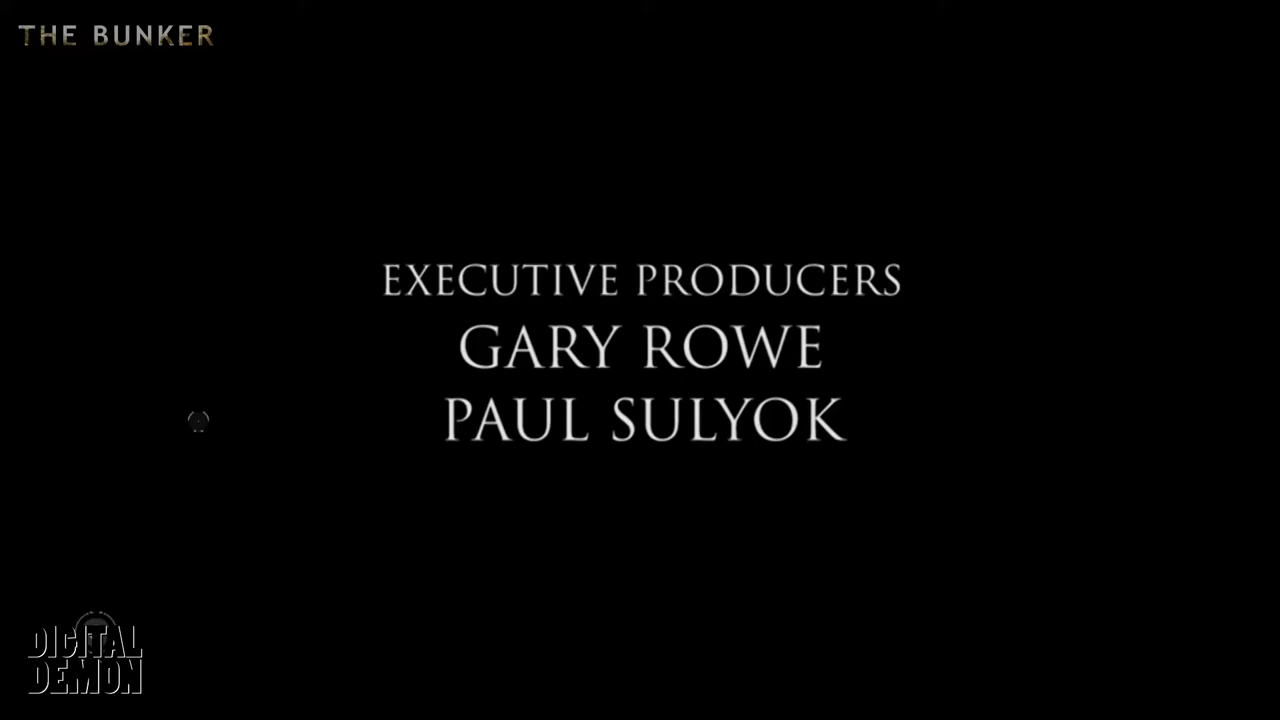 THE BUNKER
EXECUTIVE PRODUCERS
GARY ROWE
PAUL SULYOK
DIGITAL
DEMON